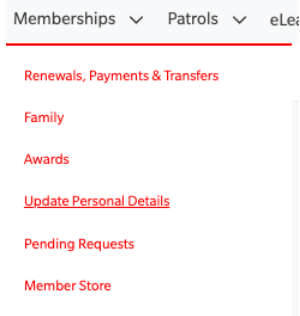 Memberships Patrols eLea
Renewals, Payments & Transfers
Family
Awards
Update Personal Details
Pending Requests
Member Store